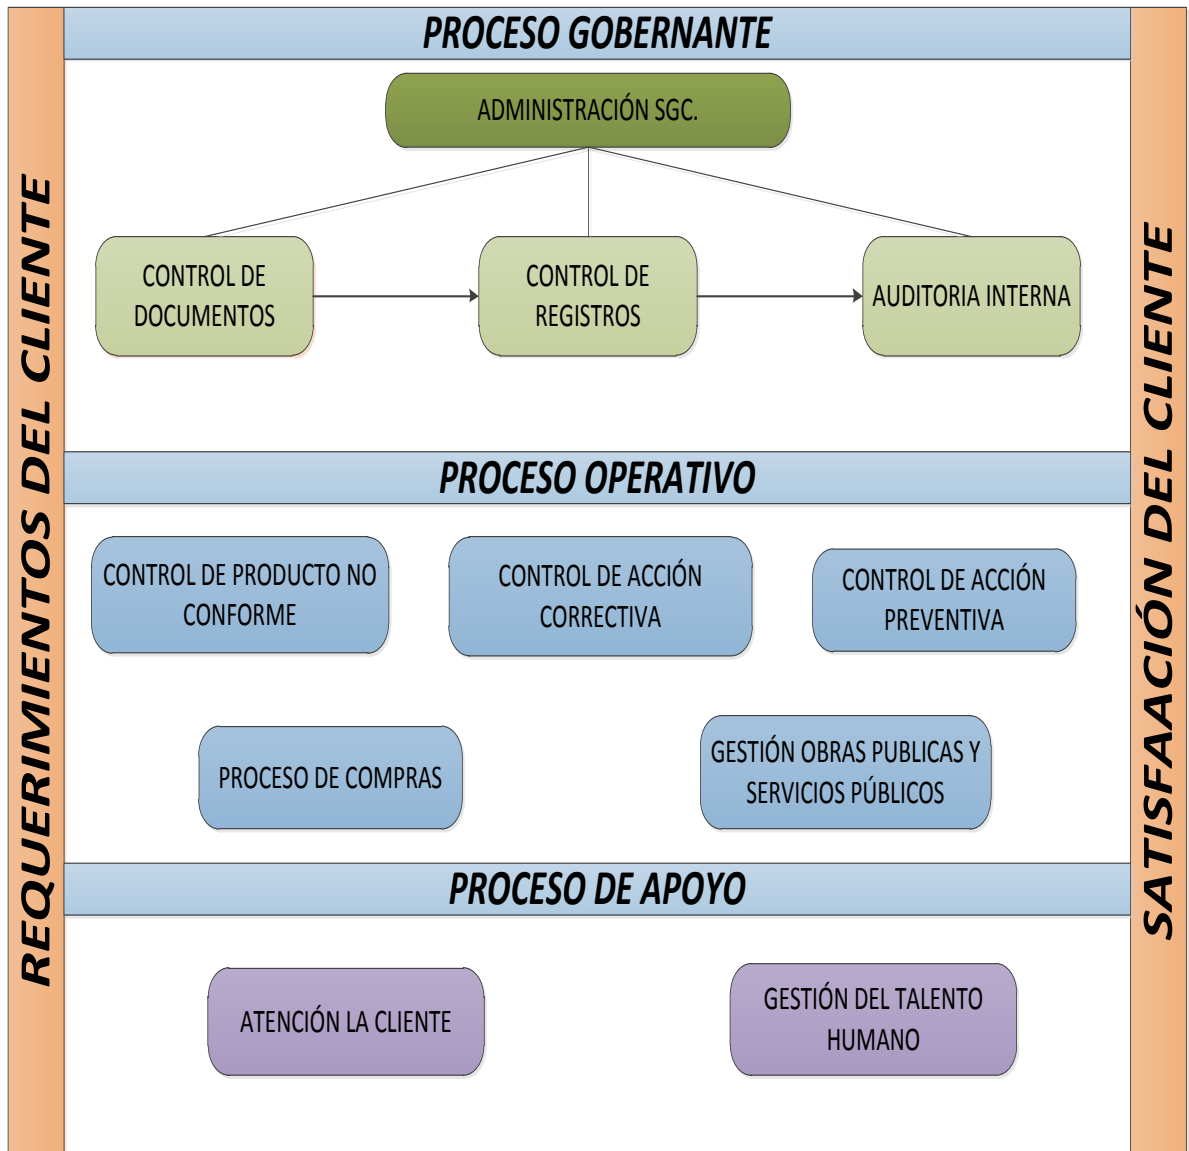 REQUERIMIENTOS DEL CLIENTE
PROCESO GOBERNANTE
ADMINISTRACIÓN SGC.
CONTROL DE
DOCUMENTOS
CONTROL DE
REGISTROS
AUDITORIA INTERNA
PROCESO OPERATIVO
CONTROL DE PRODUCTO NO
CONFORME
CONTROL DE ACCIÓN
CORRECTIVA
CONTROL DE ACCIÓN
PREVENTIVA
PROCESO DE COMPRAS
GESTIÓN OBRAS PUBLICAS Y
SERVICIOS PÚBLICOS
PROCESO DE APOYO
ATENCIÓN LA CLIENTE
GESTIÓN DEL TALENTO
HUMANO
SATISFAACIÓN DEL CLIENTE